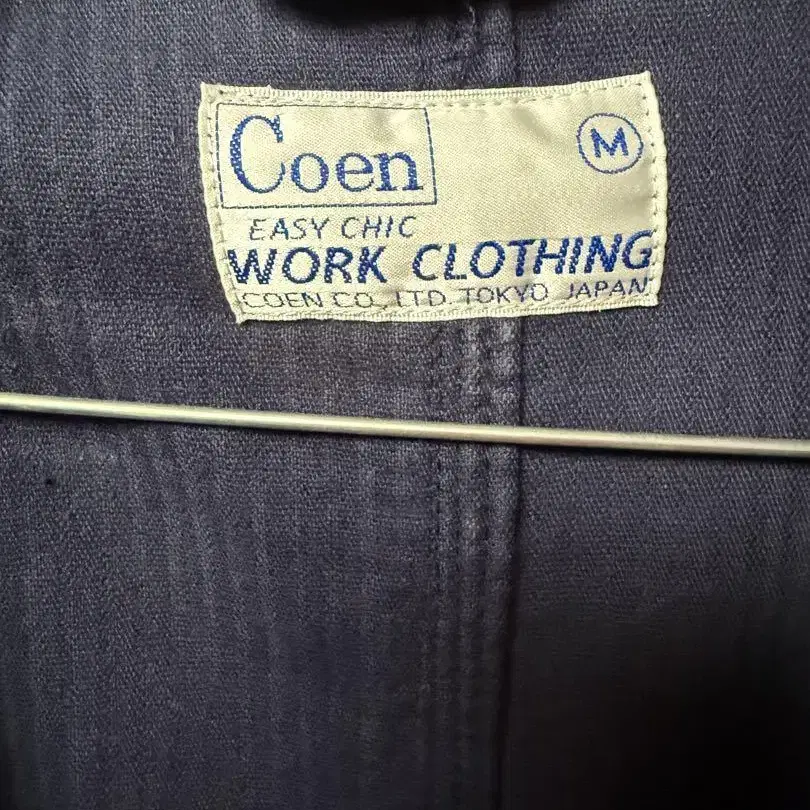 Coen
M
EASY CHIC
WORK CLOTHING
COEN CO., LTD. TOKYO JAPAN